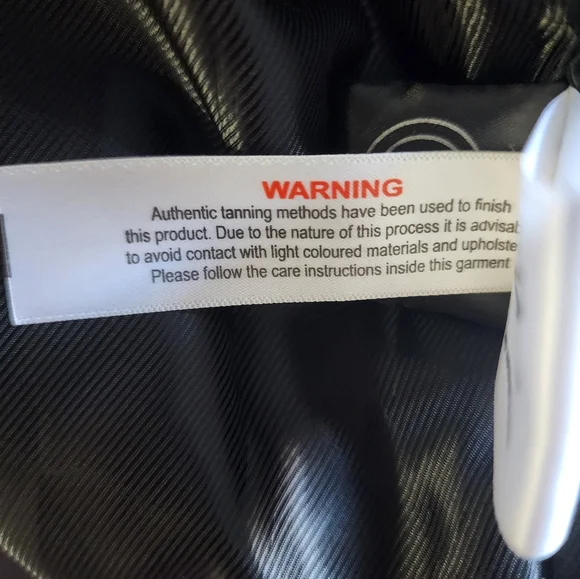 WARNING
Authentic tanning methods have been used to finish
this product. Due to the nature of this process it is advisab
to avoid contact with light coloured materials and upholste
Please follow the care instructions inside this garment